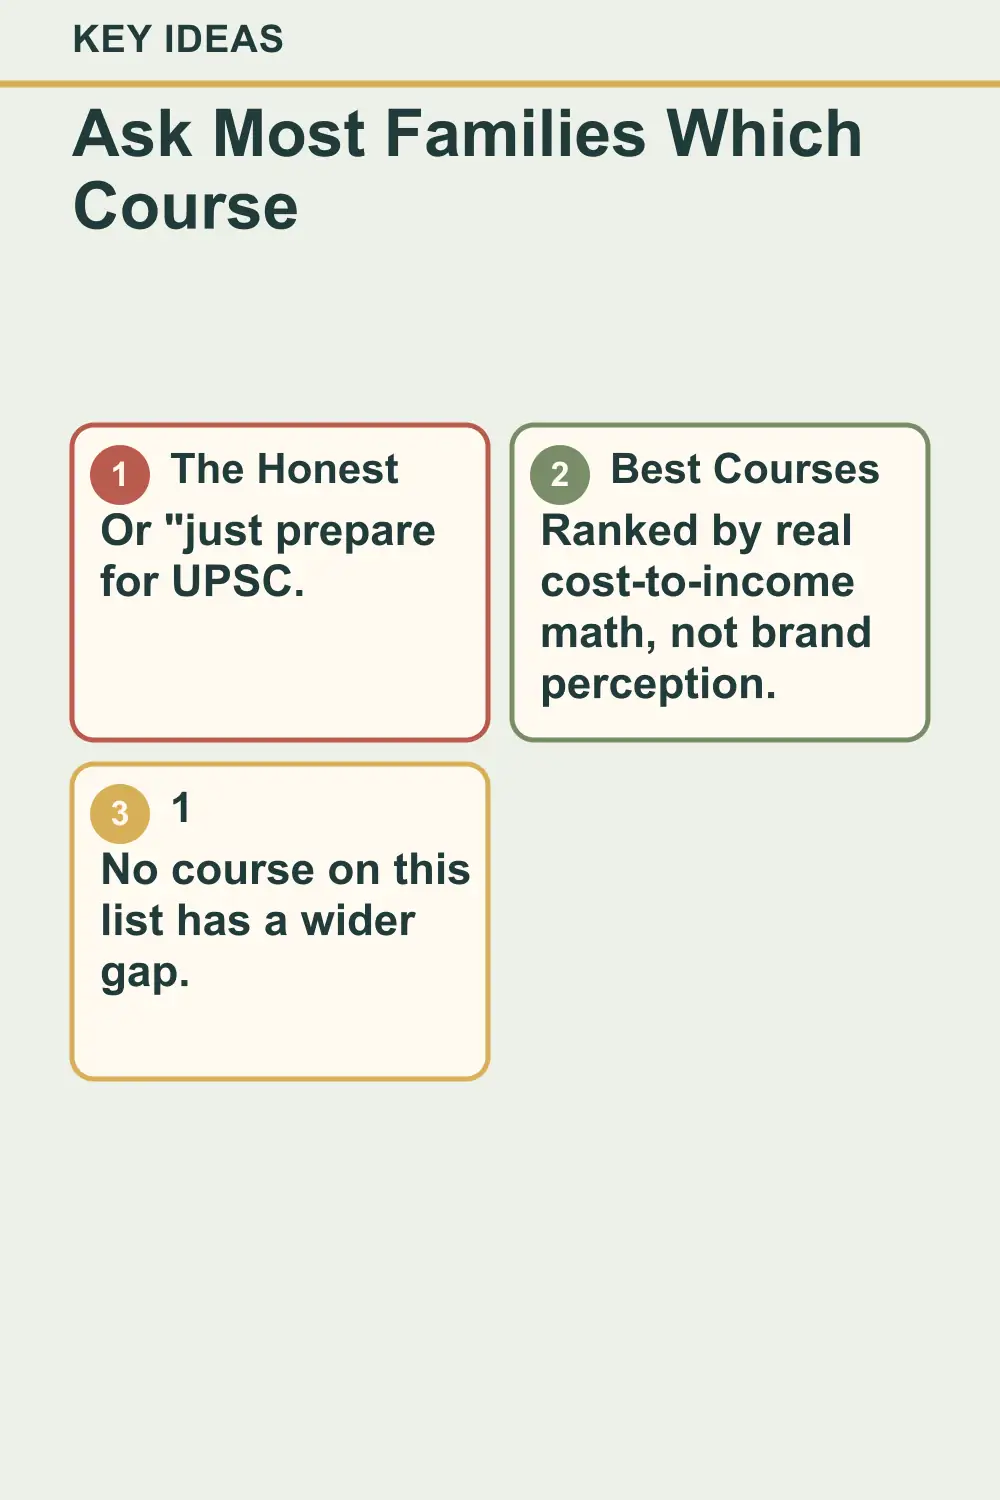 KEY IDEAS
Ask Most Families Which
Course
1 The Honest
Or "just prepare
for UPSC.
2 Best Courses
Ranked by real
cost-to-income
math, not brand
perception.
3 1
No course on this
list has a wider
gap.